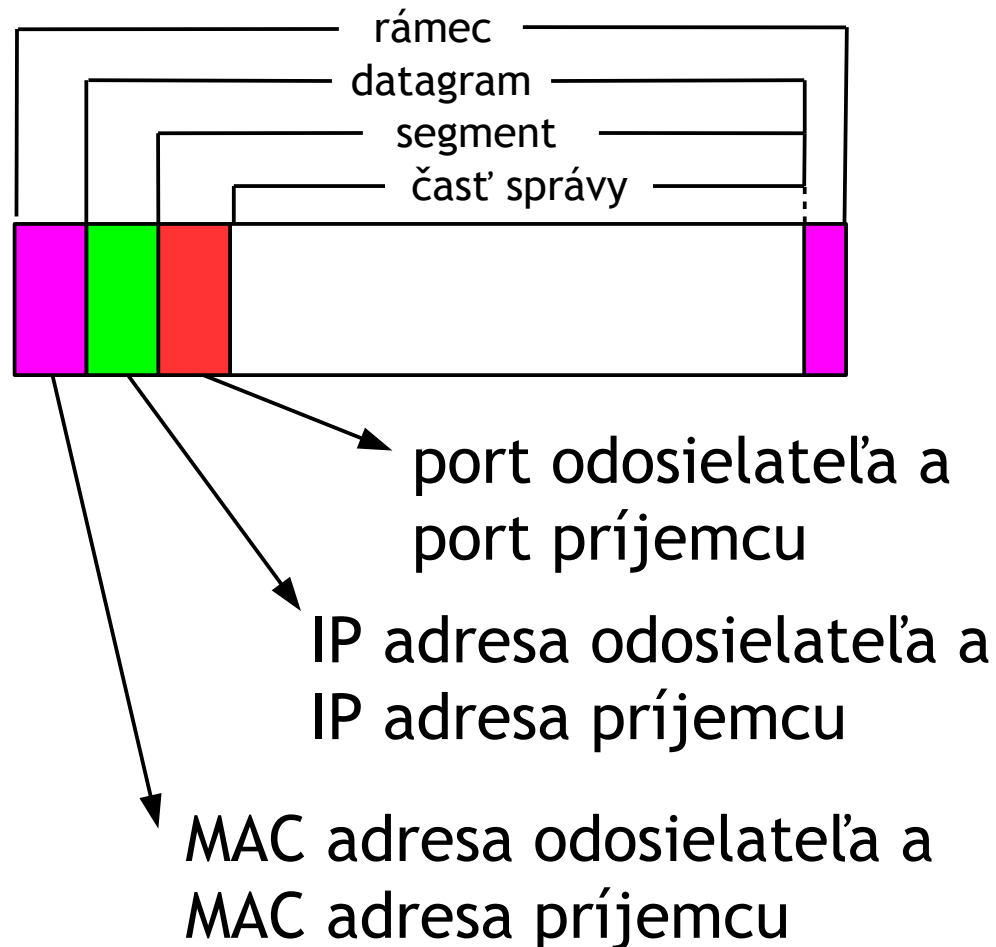 rámec
datagram
segment
časť správy
port odosielateľa a
port príjemcu
IP adresa odosielateľa a
IP adresa príjemcu
MAC adresa odosielateľa a
MAC adresa príjemcu